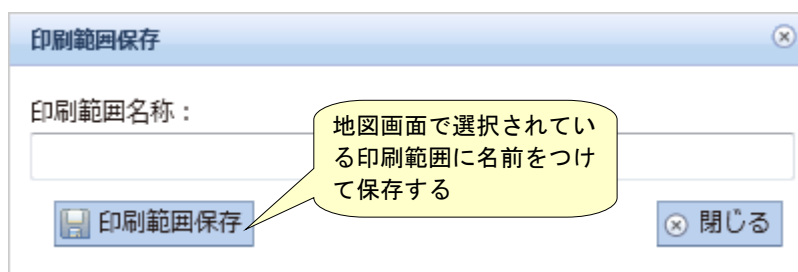 印刷範囲保存
印刷範囲名称：
地図画面で選択されてい
る印刷範囲に名前をつけ
て保存する
印刷範囲保存
閉じる